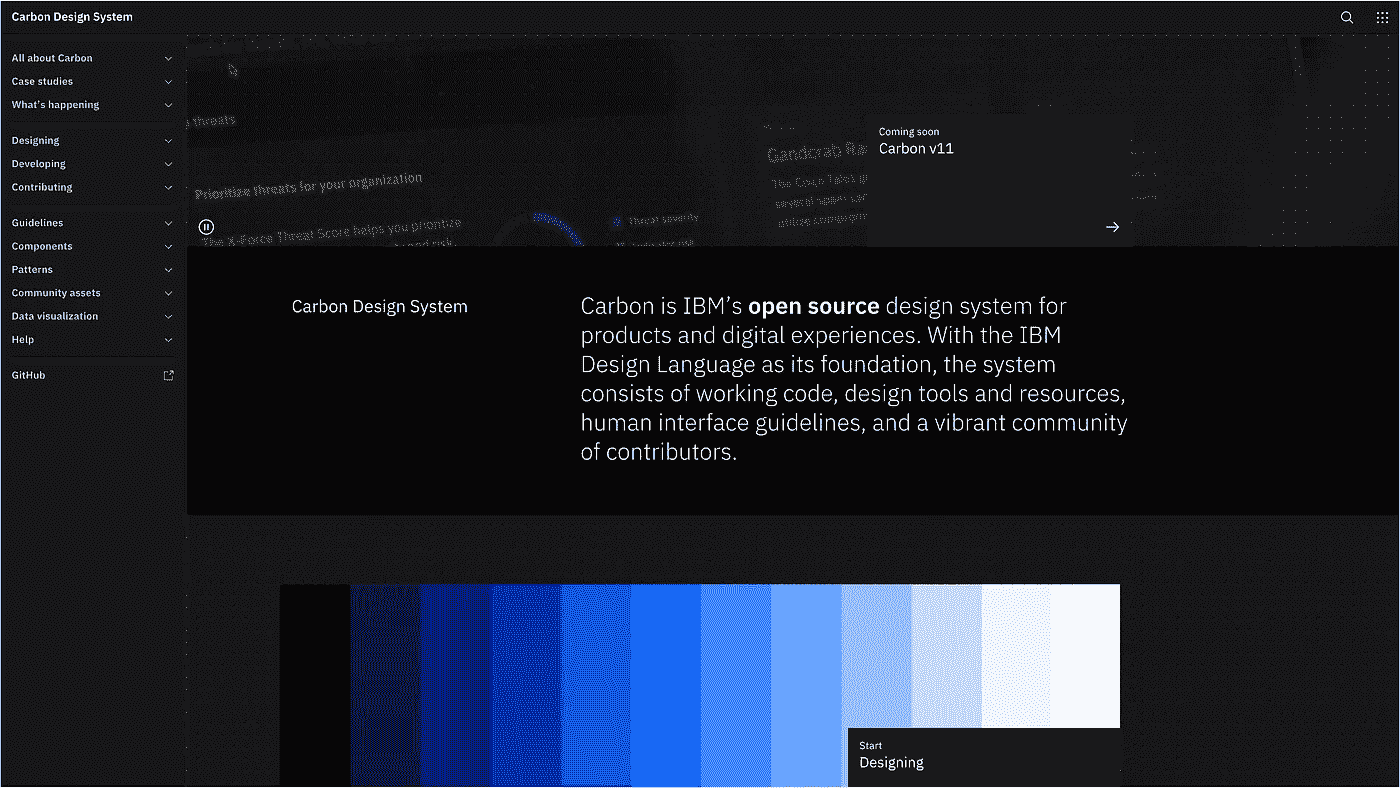 Carbon Design System
All about Carbon
Case studies
What's happening
Designing
Developing
Contributing
Guidelines
Components
Patterns
Community assets
Data visualization
Help
GitHub
threats
Prioritize threats for your organization
The X-Force Threat Score helps you prioritize
and risk
Threat severity
Gandcrab
Coming soon
Carbon v11
Carbon Design System
Carbon is IBM's open source design system for
products and digital experiences. With the IBM
Design Language as its foundation, the system
consists of working code, design tools and resources,
human interface guidelines, and a vibrant community
of contributors.
Start
Designing